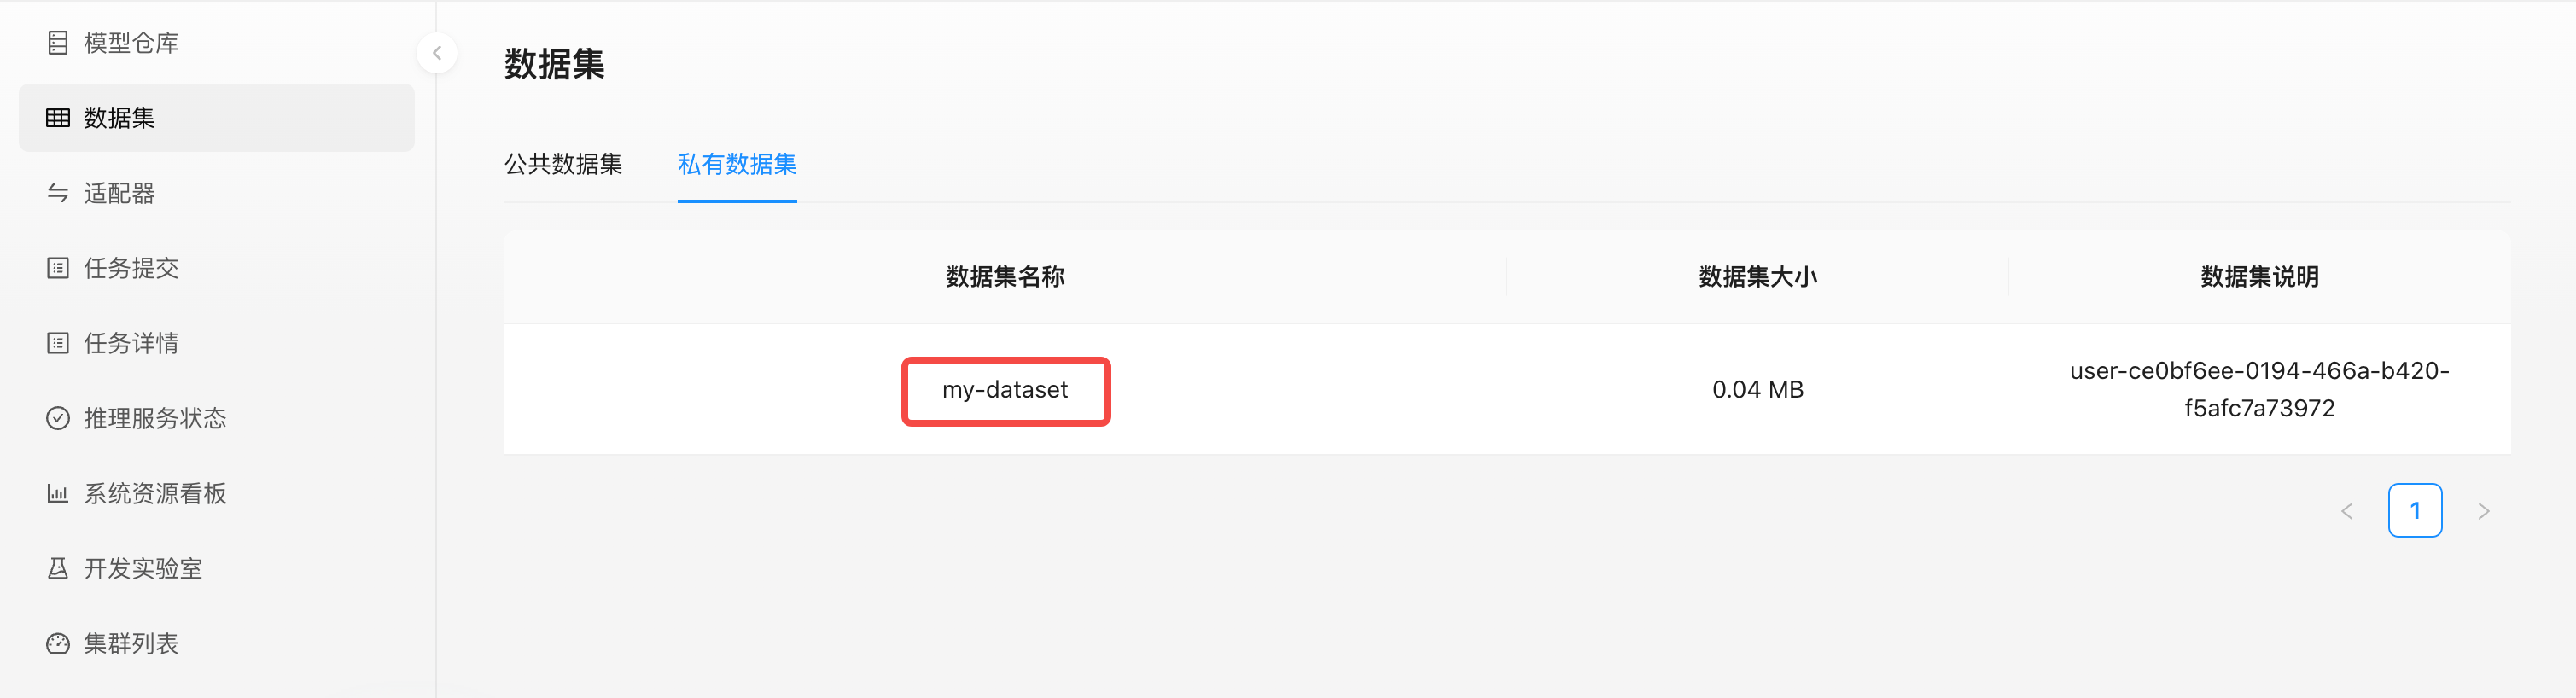 模型仓库
数据集
适配器
任务提交
任务详情
推理服务状态
系统资源看板
开发实验室
集群列表
数据集
公共数据集 私有数据集
数据集名称 数据集大小 数据集说明
my-dataset 0.04 MB user-ce0bf6ee-0194-466a-b420-
f5afc7a73972
1